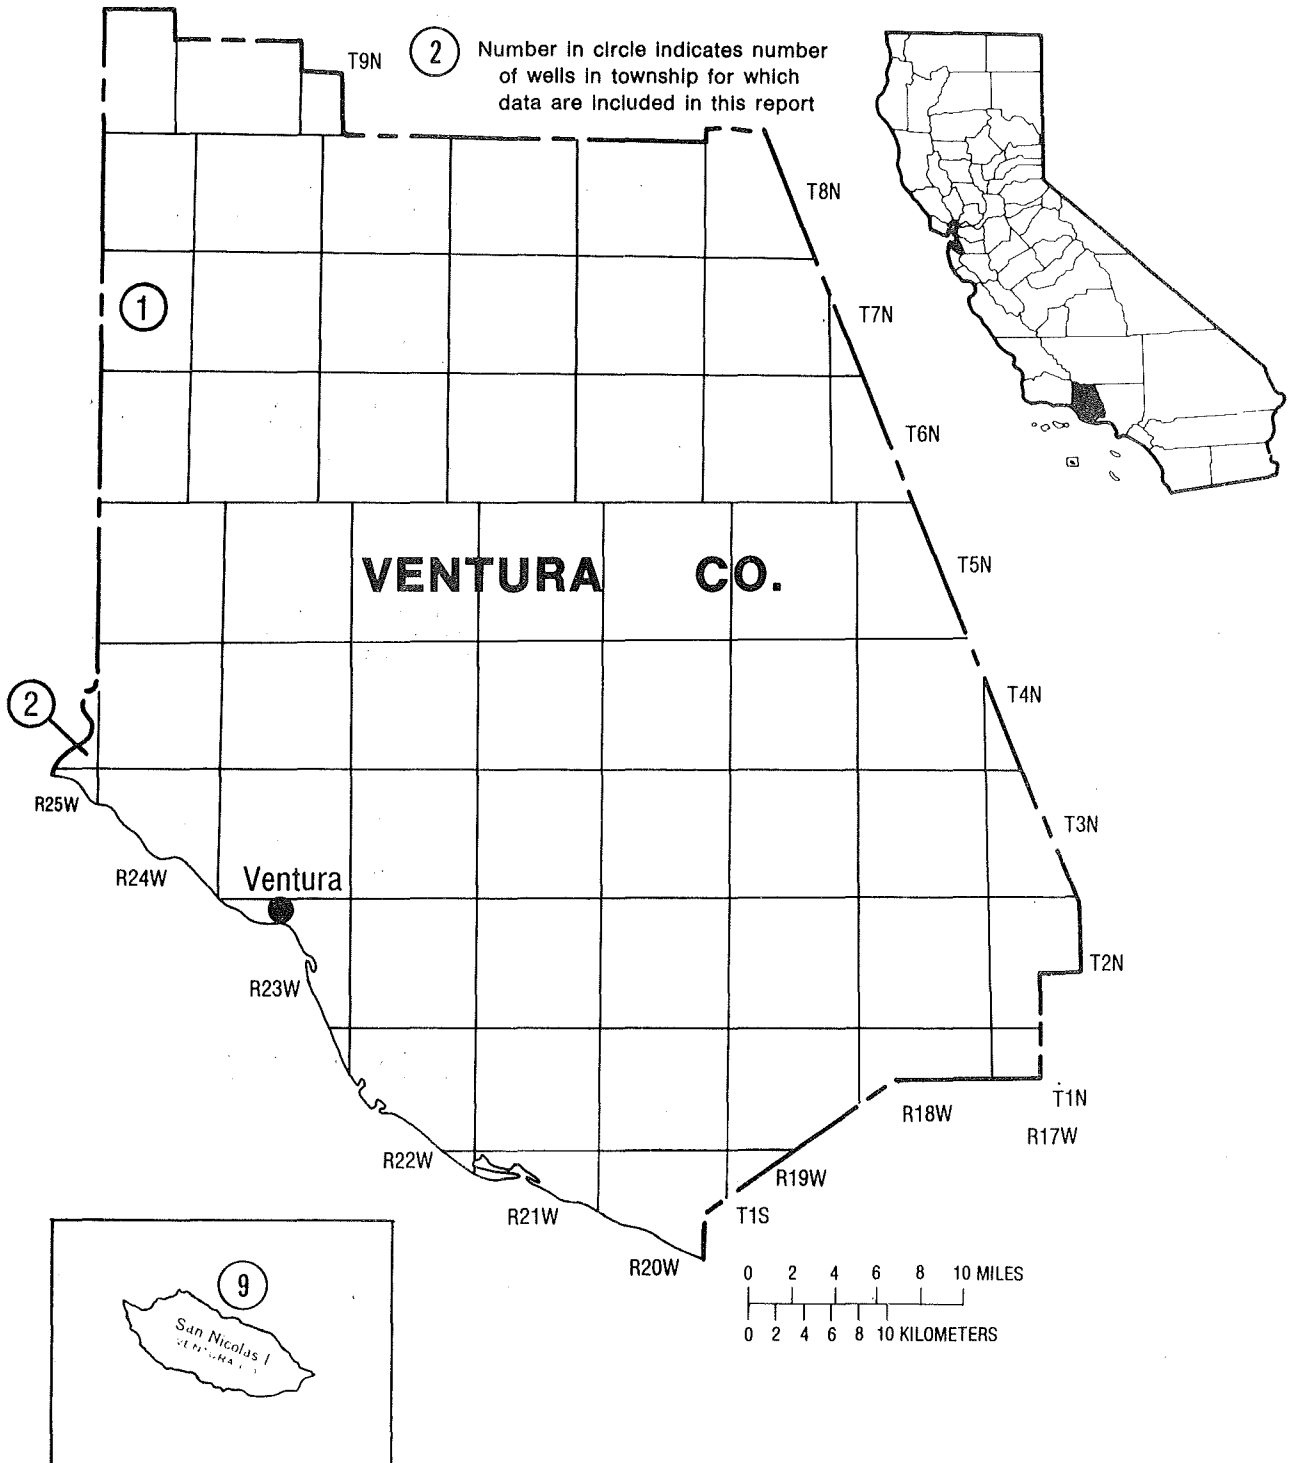 T9N
2
Number in circle indicates number
of wells in township for which
data are included in this report
T8N
1
T7N
T6N
VENTURA CO.
T5N
2
T4N
R25W
T3N
R24W
Ventura
T2N
R23W
T1N
R18W
R17W
R22W
R19W
R21W
T1S
R20W
9
San Nicolas I
0 2 4 6 8 10 MILES
0 2 4 6 8 10 KILOMETERS